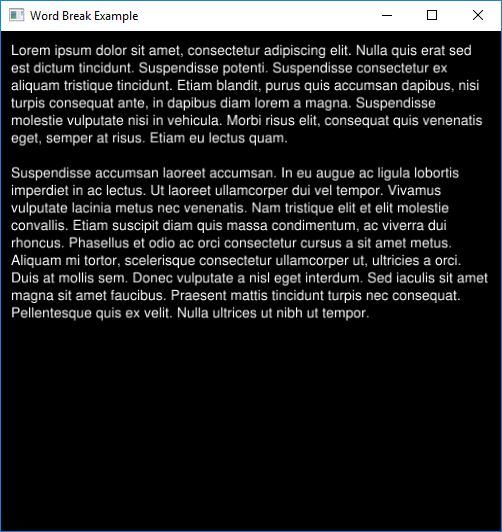 Word Break Example
Lorem ipsum dolor sit amet, consectetur adipiscing elit. Nulla quis erat sed
est dictum tincidunt. Suspendisse potenti. Suspendisse consectetur ex
aliquam tristique tincidunt. Etiam blandit, purus quis accumsan dapibus, nisi
turpis consequat ante, in dapibus diam lorem a magna. Suspendisse
molestie vulputate nisi in vehicula. Morbi risus elit, consequat quis venenatis
eget, semper at risus. Etiam eu lectus quam.

Suspendisse accumsan laoreet accumsan. In eu augue ac ligula lobortis
imperdiet in ac lectus. Ut laoreet ullamcorper dui vel tempor. Vivamus
vulputate lacinia metus nec venenatis. Nam tristique elit et elit molestie
convallis. Etiam suscipit diam quis massa condimentum, ac viverra dui
rhoncus. Phasellus et odio ac orci consectetur cursus a sit amet metus.
Aliquam mi tortor, scelerisque consectetur ullamcorper ut, ultricies a orci.
Duis at mollis sem. Donec vulputate a nisl eget interdum. Sed iaculis sit amet
magna sit amet faucibus. Praesent mattis tincidunt turpis nec consequat.
Pellentesque quis ex velit. Nulla ultrices ut nibh ut tempor.